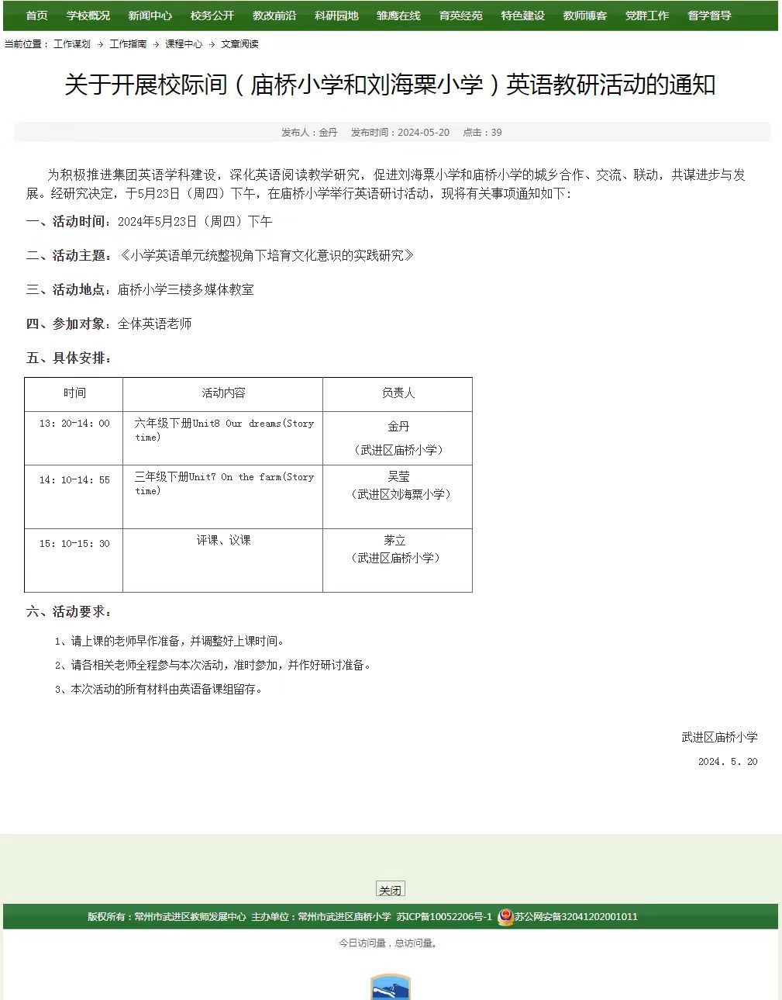 首页 学校概况 新闻中心 校务公开 教改前沿 科研园地 雏鹰在线 育英经苑 特色建设 教师博客 党群工作 督学督导
当前位置： 工作谋划 → 工作指南 → 课程中心 → 文章阅读
关于开展校际间（庙桥小学和刘海粟小学）英语教研活动的通知
发布人：金丹 发布时间：2024-05-20 点击：39
为积极推进集团英语学科建设，深化英语阅读教学研究，促进刘海粟小学和庙桥小学的城乡合作、交流、联动，共谋进步与发
展。经研究决定，于5月23日（周四）下午，在庙桥小学举行英语研讨活动，现将有关事项通知如下：
一、活动时间：2024年5月23日（周四）下午
二、活动主题：《小学英语单元统整视角下培育文化意识的实践研究》
三、活动地点：庙桥小学三楼多媒体教室
四、参加对象：全体英语老师
五、具体安排：
时间 活动内容 负责人
13：20-14：00 六年级下册Unit8 Our dreams(Story
time)
金丹
（武进区庙桥小学）
14：10-14：55 三年级下册Unit7 On the farm(Story
time)
吴莹
（武进区刘海粟小学）
15：10-15：30 评课、议课 茅立
（武进区庙桥小学）
六、活动要求：
1、请上课的老师早作准备，并调整好上课时间。
2、请各相关老师全程参与本次活动，准时参加，并作好研讨准备。
3、本次活动的所有材料由英语备课组留存。
武进区庙桥小学
2024．5．20
关闭
版权所有：常州市武进区教师发展中心 主办单位：常州市武进区庙桥小学 苏ICP备10052206号-1 苏公网安备32041202001011
今日访问量，总访问量。